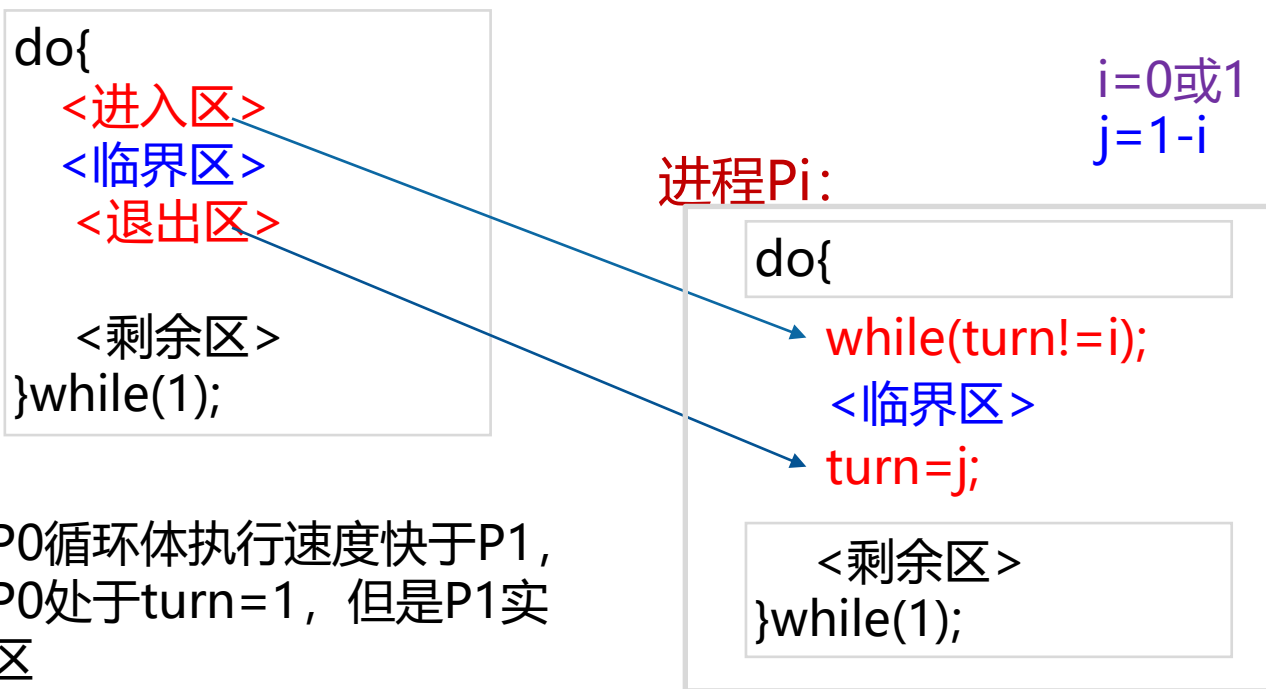 do{
<进入区>
<临界区>
<退出区>
<剩余区>
}while(1);
i=0或1
j=1-i
进程Pi:
do{
while(turn!=i);
<临界区>
turn=j;
<剩余区>
}while(1);
P0循环体执行速度快于P1,
P0处于turn=1，但是P1实
区